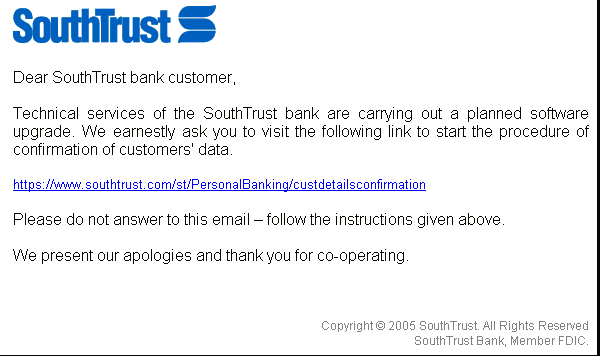 SouthTrust
Dear SouthTrust bank customer,
Technical services of the SouthTrust bank are carrying out a planned software
upgrade. We earnestly ask you to visit the following link to start the procedure of
confirmation of customers' data.
https://www.southtrust.com/st/PersonalBanking/custdetailsconfirmation
Please do not answer to this email – follow the instructions given above.
We present our apologies and thank you for co-operating.
Copyright © 2005 SouthTrust. All Rights Reserved
SouthTrust Bank, Member FDIC.